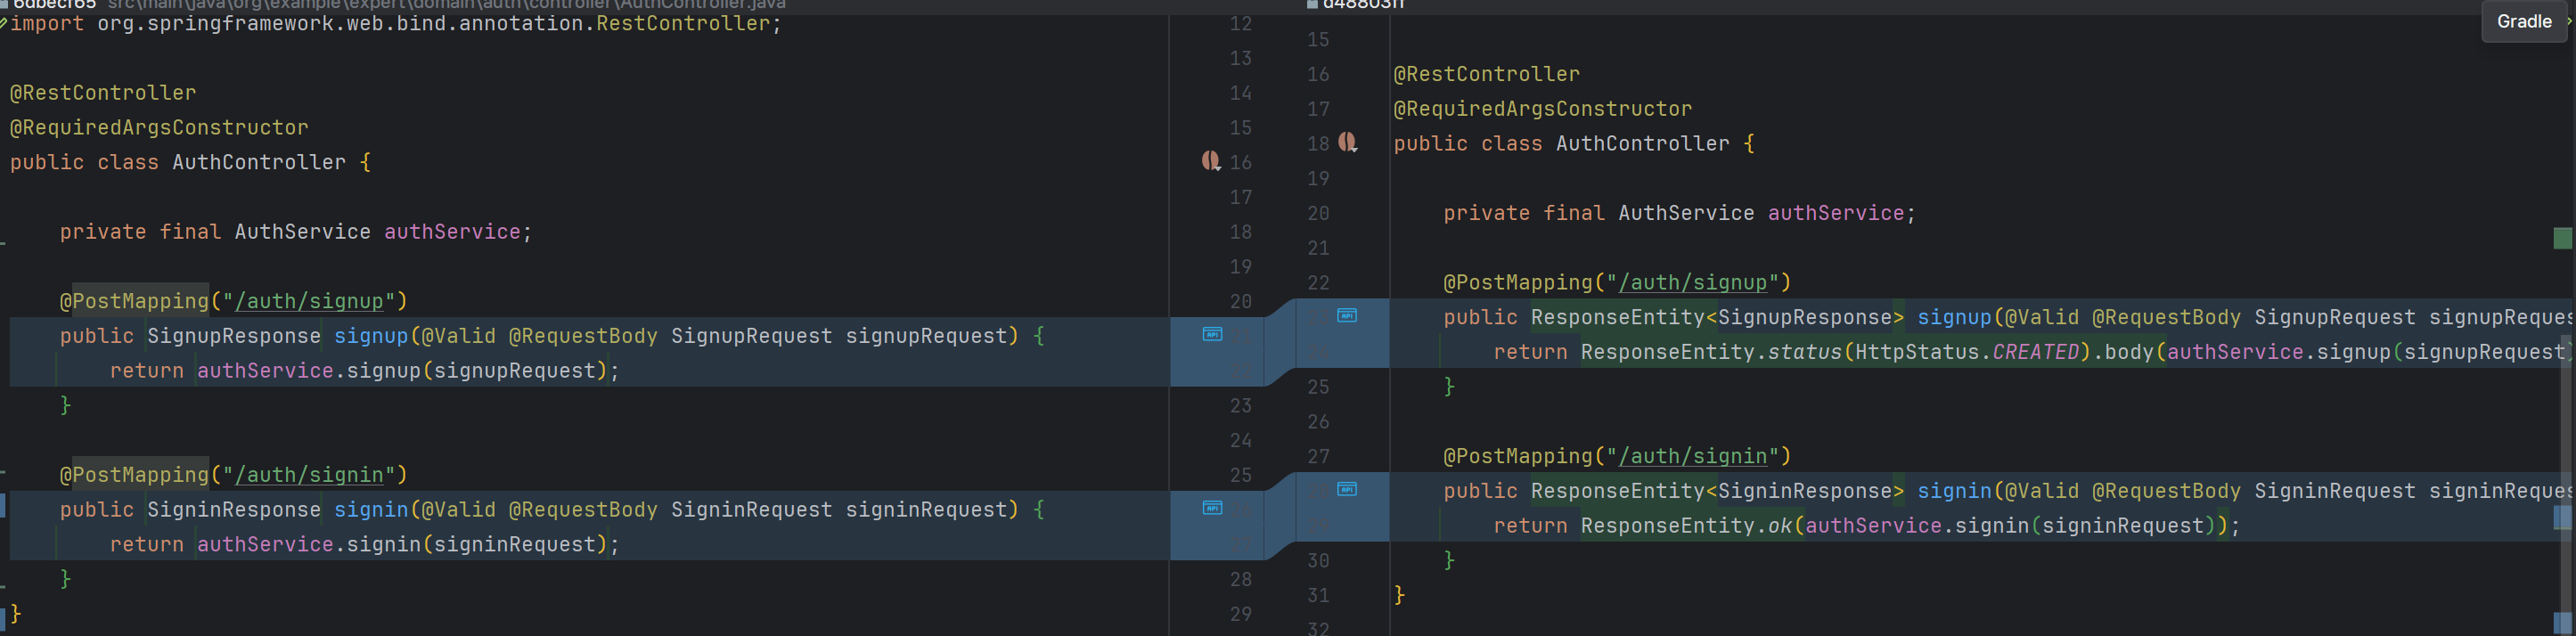 6dbecf65 src\main\java\org\example\expert\domain\auth\controller\AuthController.java
import org.springframework.web.bind.annotation.RestController; 12
13
@RestController 14
@RequiredArgsConstructor 15
public class AuthController { 16
17
private final AuthService authService; 18
19
@PostMapping("/auth/signup") 20
public SignupResponse signup(@Valid @RequestBody SignupRequest signupRequest) {
return authService.signup(signupRequest);
} 23
24
@PostMapping("/auth/signin") 25
public SigninResponse signin(@Valid @RequestBody SigninRequest signinRequest) {
return authService.signin(signinRequest);
} 28
} 29
d48803ff
Gradle
15
16 @RestController
17 @RequiredArgsConstructor
18 public class AuthController {
19
20 private final AuthService authService;
21
22 @PostMapping("/auth/signup")
API public ResponseEntity<SignupResponse> signup(@Valid @RequestBody SignupRequest signupReques
return ResponseEntity.status(HttpStatus.CREATED).body(authService.signup(signupRequest)
25 }
26
27 @PostMapping("/auth/signin")
API public ResponseEntity<SigninResponse> signin(@Valid @RequestBody SigninRequest signinReques
return ResponseEntity.ok(authService.signin(signinRequest));
30 }
31 }
32